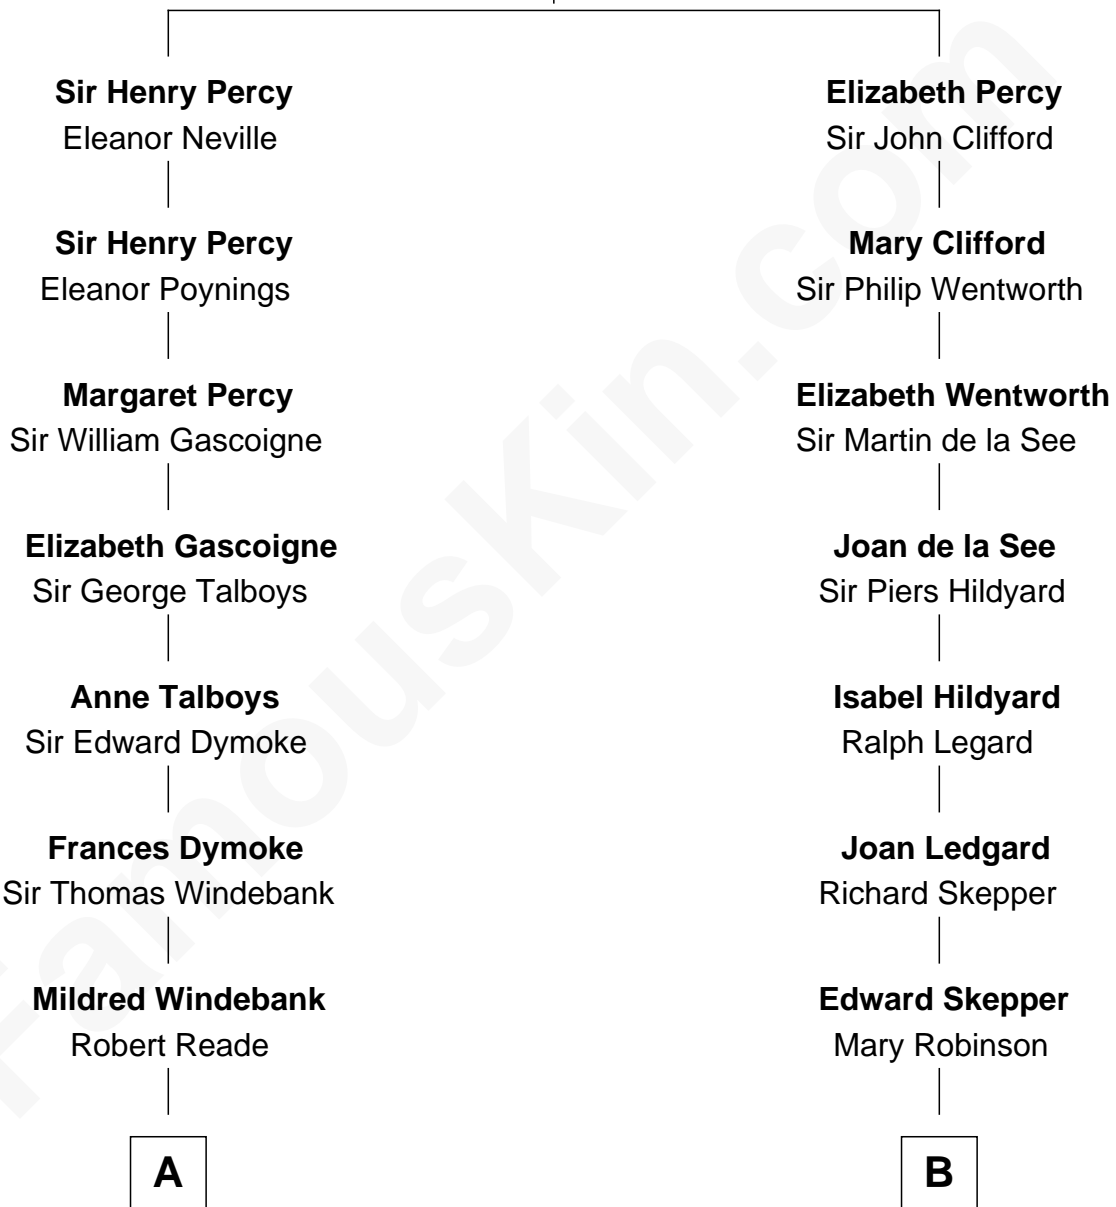 Sir Henry Percy
Eleanor Neville
Sir Henry Percy
Eleanor Poynings
Margaret Percy
Sir William Gascoigne
Elizabeth Gascoigne
Sir George Talboys
Anne Talboys
Sir Edward Dymoke
Frances Dymoke
Sir Thomas Windebank
Mildred Windebank
Robert Reade
A
Elizabeth Percy
Sir John Clifford
Mary Clifford
Sir Philip Wentworth
Elizabeth Wentworth
Sir Martin de la See
Joan de la See
Sir Piers Hildyard
Isabel Hildyard
Ralph Legard
Joan Ledgard
Richard Skepper
Edward Skepper
Mary Robinson
B
FamousKin.com